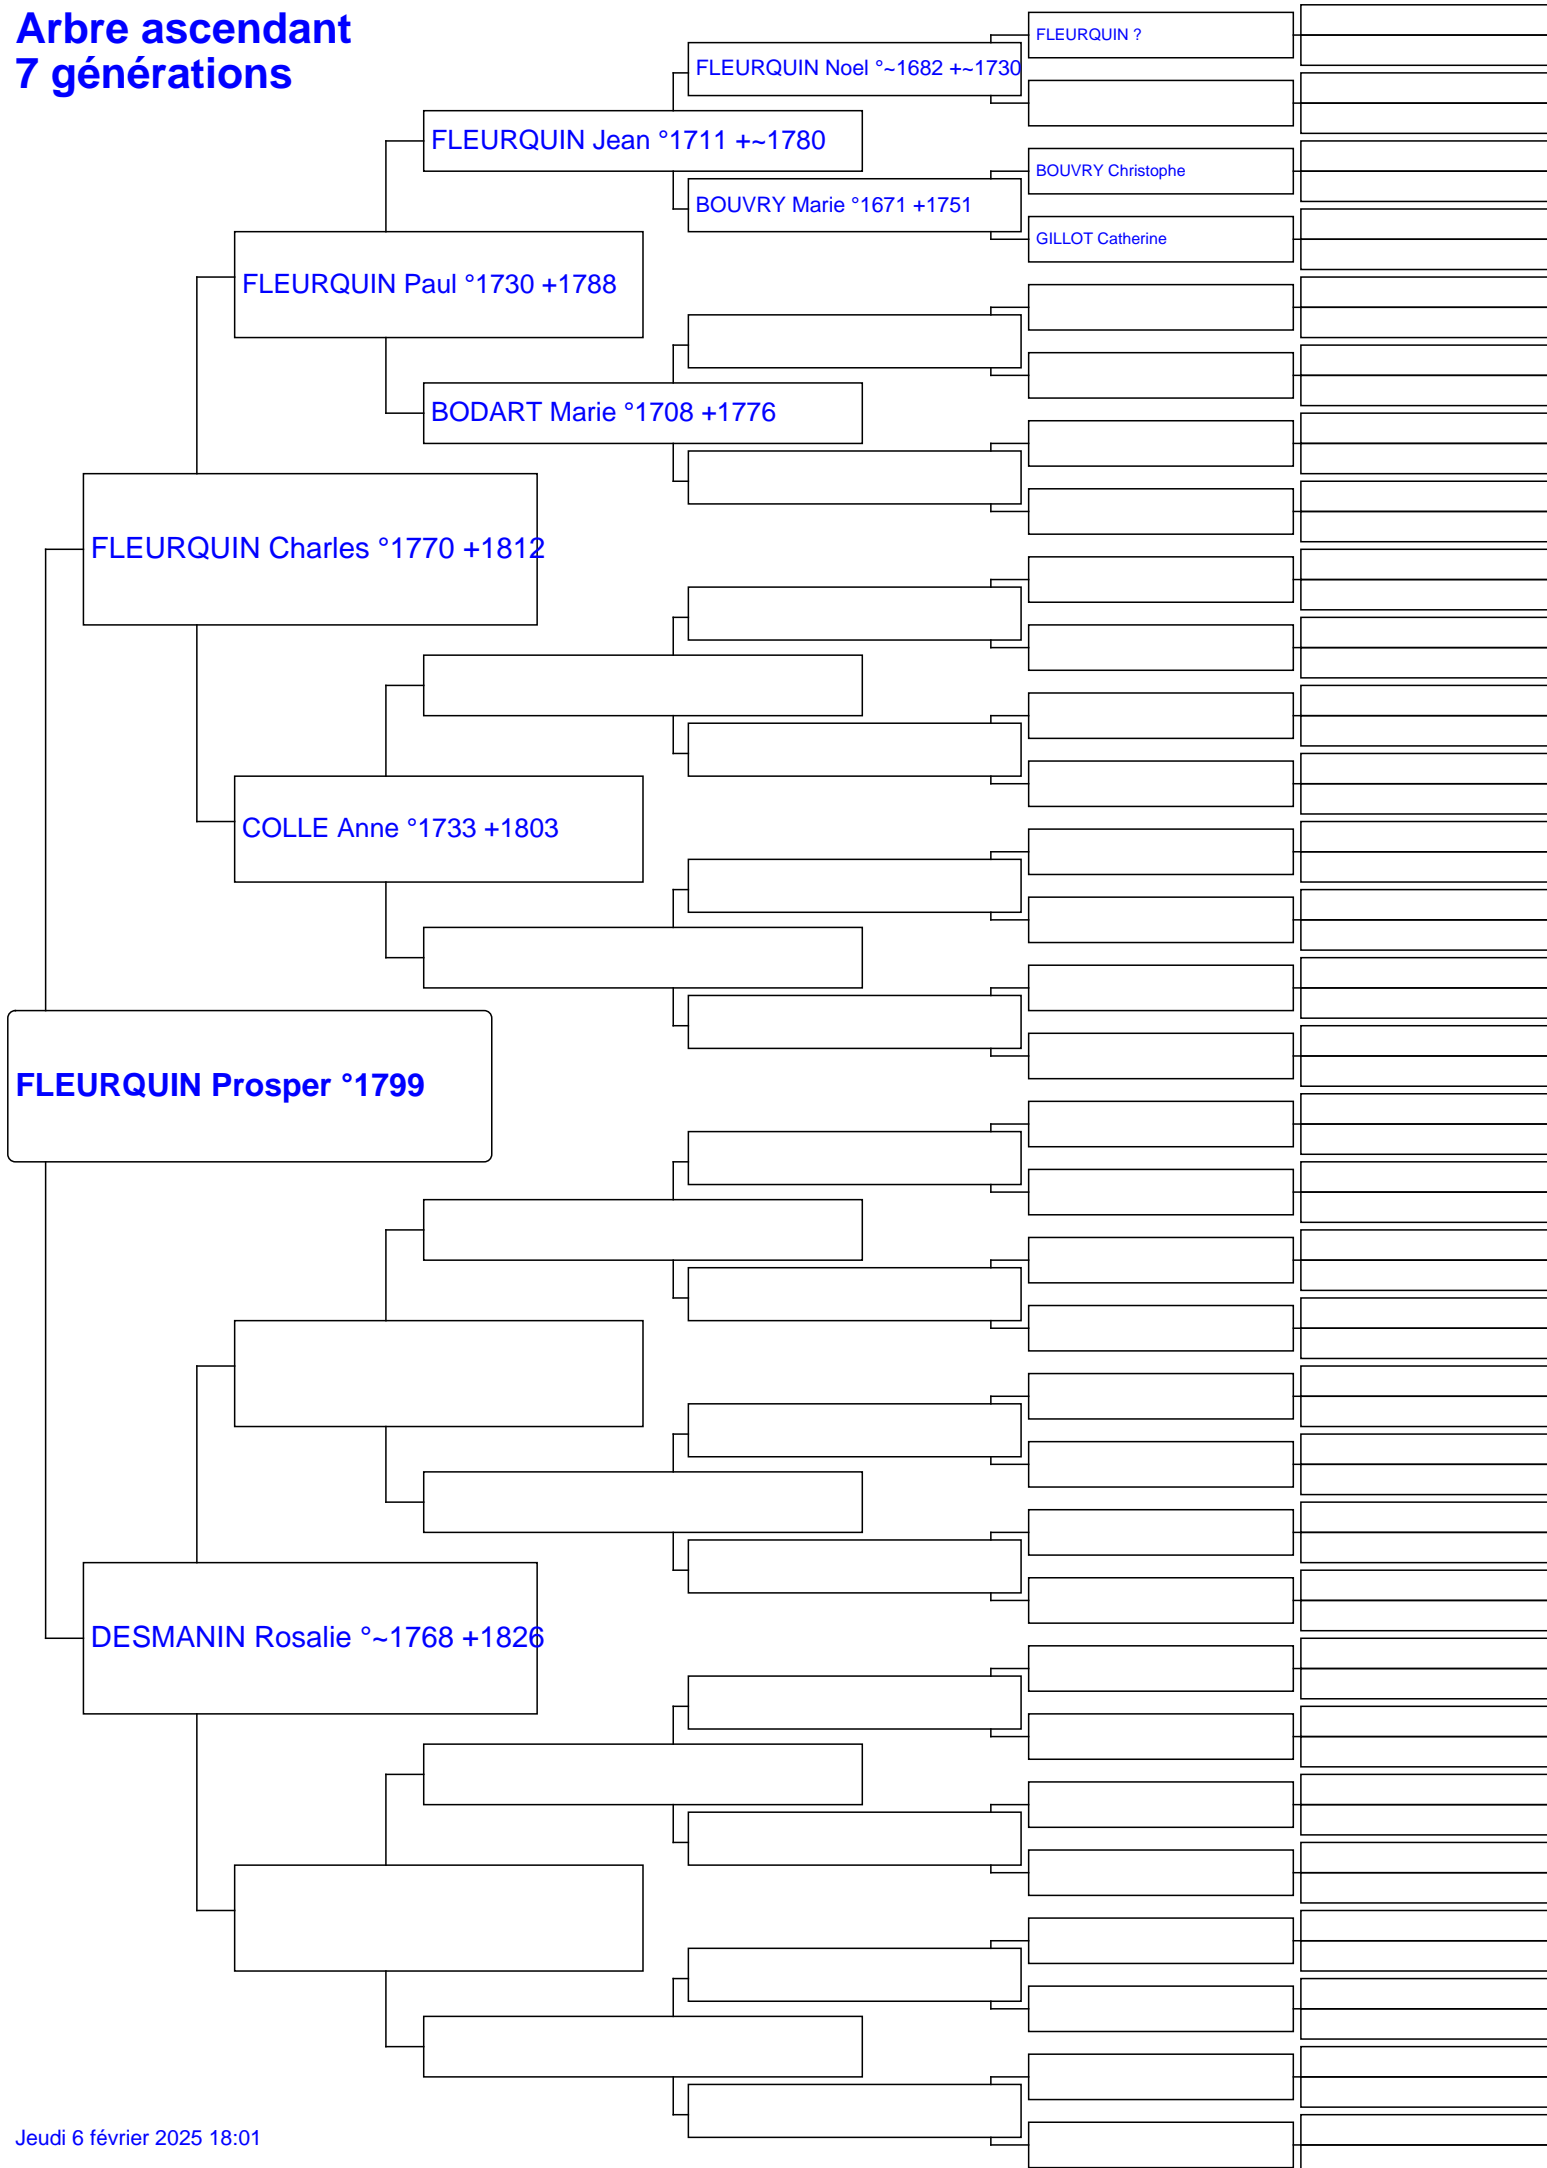 Arbre ascendant
7 générations
FLEURQUIN ?
FLEURQUIN Noel °~1682 +~1730
FLEURQUIN Jean °1711 +~1780
BOUVRY Christophe
BOUVRY Marie °1671 +1751
GILLOT Catherine
FLEURQUIN Paul °1730 +1788
BODART Marie °1708 +1776
FLEURQUIN Charles °1770 +1812
COLLE Anne °1733 +1803
FLEURQUIN Prosper °1799
DESMANIN Rosalie °~1768 +1826
Jeudi 6 février 2025 18:01